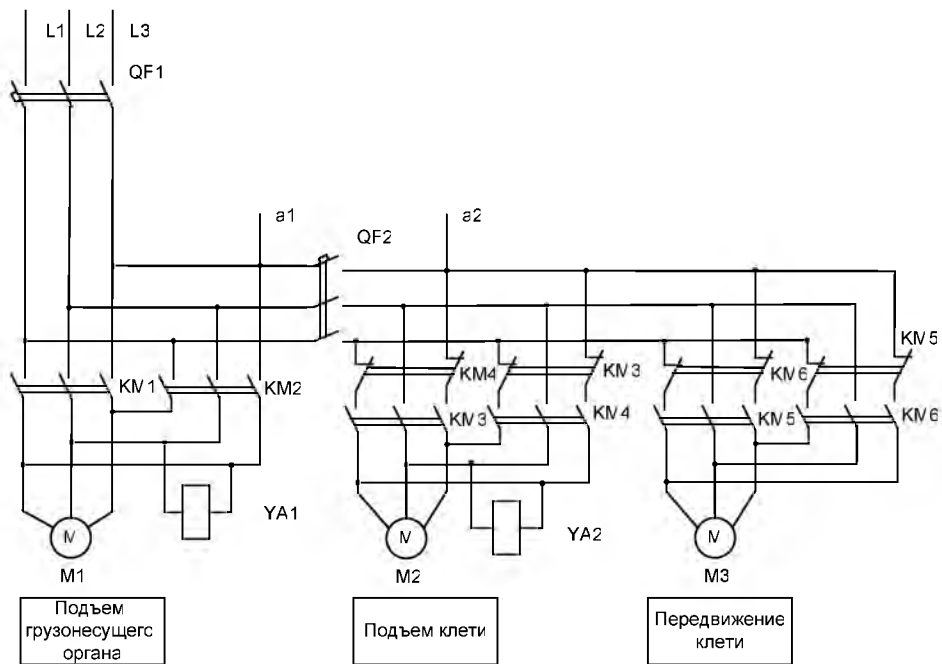 L1 L2 L3
QF1
a1
QF2
a2
KM5
KM1
KM2
KM4
KM3
KM6
KM3
KM4
KM5
KM6
YA1
YA2
M
M
M
M1
M2
M3
Подъем
грузонесущего
органа
Подъем клети
Передвижение
клети